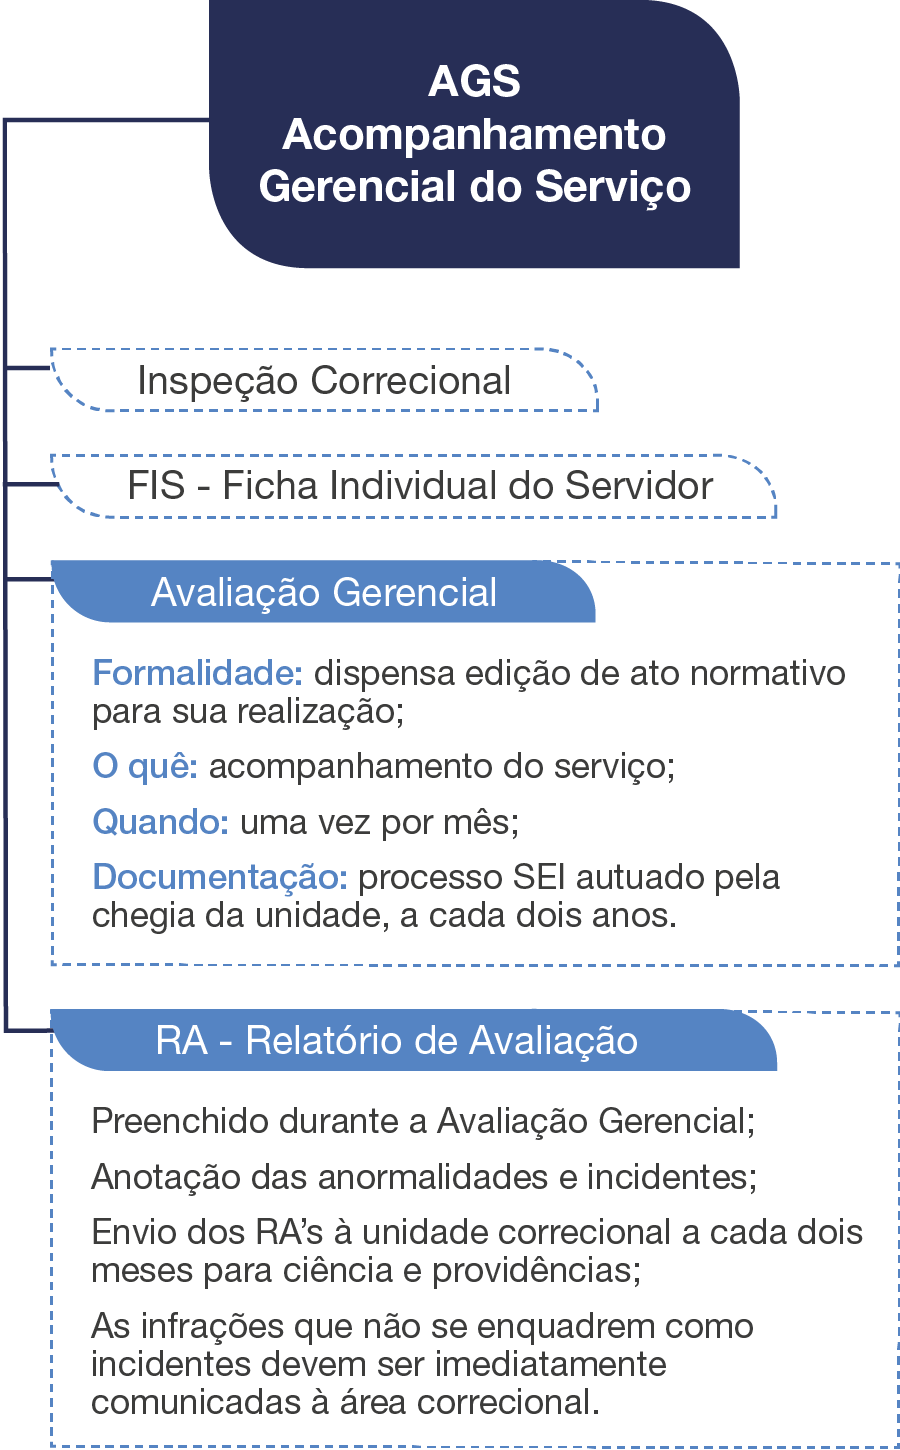 AGS
Acompanhamento
Gerencial do Serviço
Inspeção Correcional
FIS - Ficha Individual do Servidor
Avaliação Gerencial
Formalidade: dispensa edição de ato normativo
para sua realização;
O quê: acompanhamento do serviço;
Quando: uma vez por mês;
Documentação: processo SEI autuado pela
chegia da unidade, a cada dois anos.
RA - Relatório de Avaliação
Preenchido durante a Avaliação Gerencial;
Anotação das anormalidades e incidentes;
Envio dos RA’s à unidade correcional a cada dois
meses para ciência e providências;
As infrações que não se enquadrem como
incidentes devem ser imediatamente
comunicadas à área correcional.